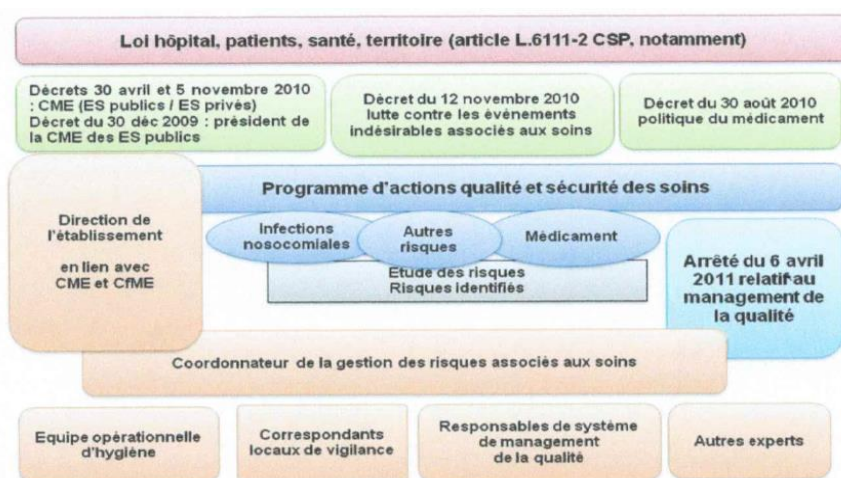 Loi hôpital, patients, santé, territoire (article L.6111-2 CSP, notamment)
Décrets 30 avril et 5 novembre 2010
: CME (ES publics / ES privés)
Décret du 30 déc 2009 : président de
la CME des ES publics
Décret du 12 novembre 2010
lutte contre les évènements
indésirables associés aux soins
Décret du 30 août 2010
politique du médicament
Programme d'actions qualité et sécurité des soins
Direction de
l'établissement
en lien avec
CME et CfME
Infections
nosocomiales
Autres
risques
Médicament
Etude des risques
Risques identifiés
Arrêté du 6 avril
2011 relatif au
management de
la qualité
Coordonnateur de la gestion des risques associés aux soins
Equipe opérationnelle
d'hygiène
Correspondants
locaux de vigilance
Responsables de système
de management
de la qualité
Autres experts